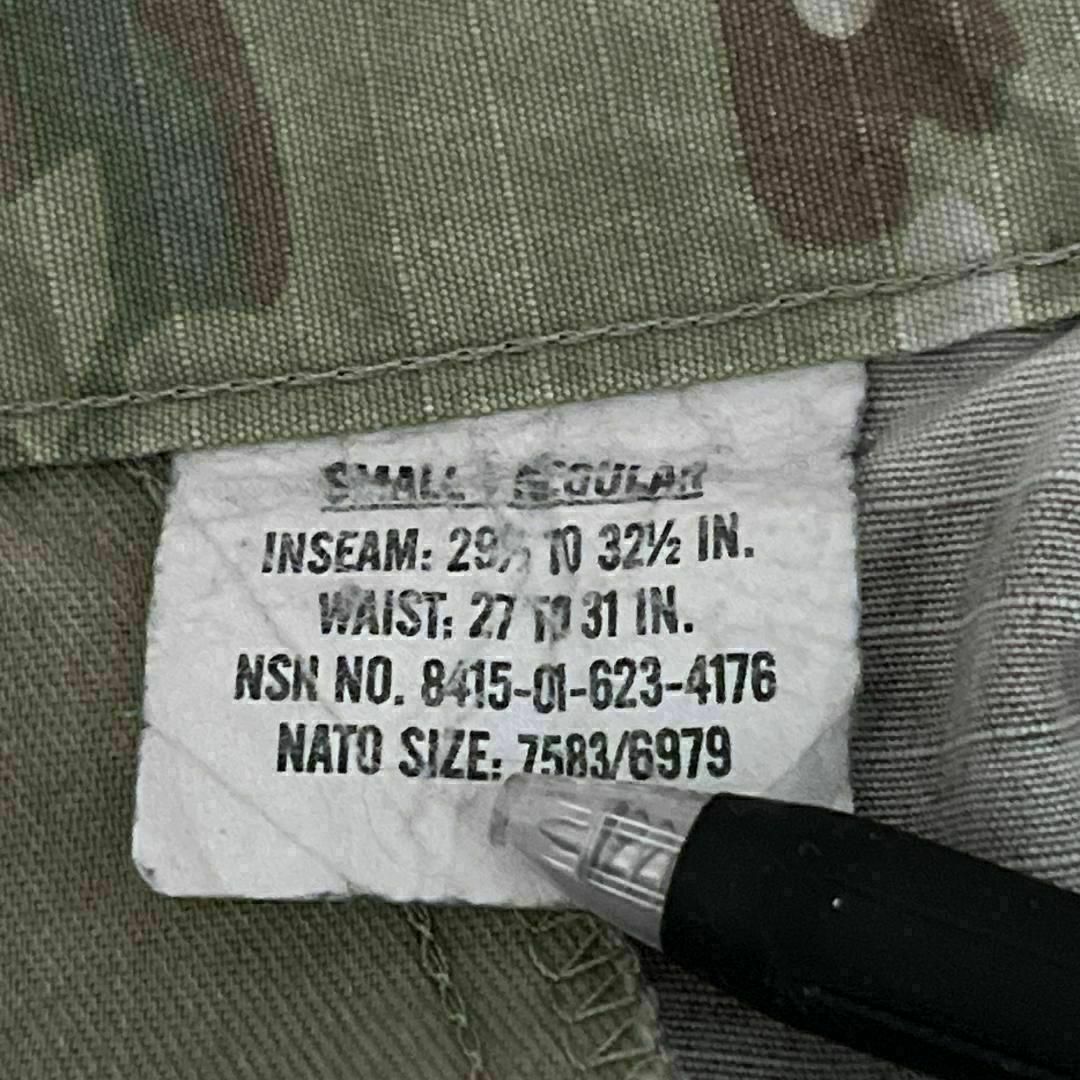 SMALL - REGULAR
INSEAM: 29½ TO 32½ IN.
WAIST: 27 TO 31 IN.
NSN NO. 8415-01-623-4176
NATO SIZE: 7583/6979